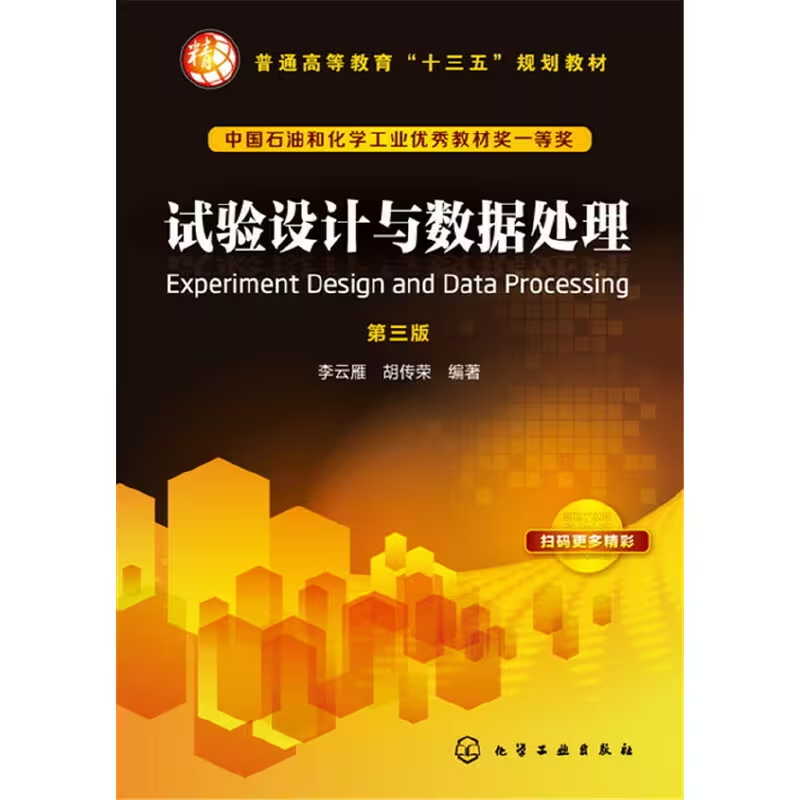 精
普通高等教育“十三五”规划教材
中国石油和化学工业优秀教材奖一等奖
试验设计与数据处理
Experiment Design and Data Processing
第三版
李云雁 胡传荣 编著
扫码更多精彩
化学工业出版社